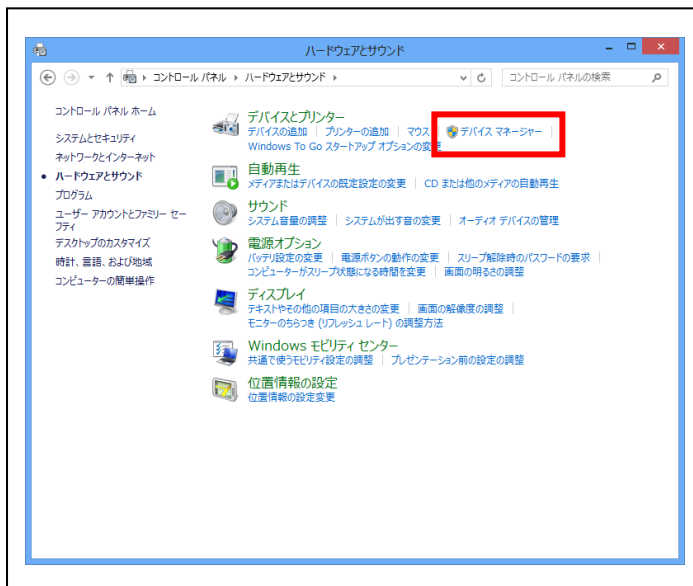 ハードウェアとサウンド
コントロール パネル ハードウェアとサウンド
コントロール パネルの検索
コントロール パネル ホーム
システムとセキュリティ
ネットワークとインターネット
ハードウェアとサウンド
プログラム
ユーザー アカウントとファミリー セー
フティ
デスクトップのカスタマイズ
時計、言語、および地域
コンピューターの簡単操作
デバイスとプリンター
デバイスの追加 プリンターの追加 マウス デバイス マネージャー
Windows To Go スタートアップ オプションの変更
自動再生
メディアまたはデバイスの既定設定の変更 CD または他のメディアの自動再生
サウンド
システム音量の調整 システムが出す音の変更 オーディオ デバイスの管理
電源オプション
バッテリ設定の変更 電源ボタンの動作の変更 スリープ解除時のパスワードの要求
コンピューターがスリープ状態になる時間を変更 画面の明るさの調整
ディスプレイ
テキストやその他の項目の大きさの変更 画面の解像度の調整
モニターのちらつき (リフレッシュ レート) の調整方法
Windows モビリティ センター
共通で使うモビリティ設定の調整 プレゼンテーション前の設定の調整
位置情報の設定
位置情報の設定変更